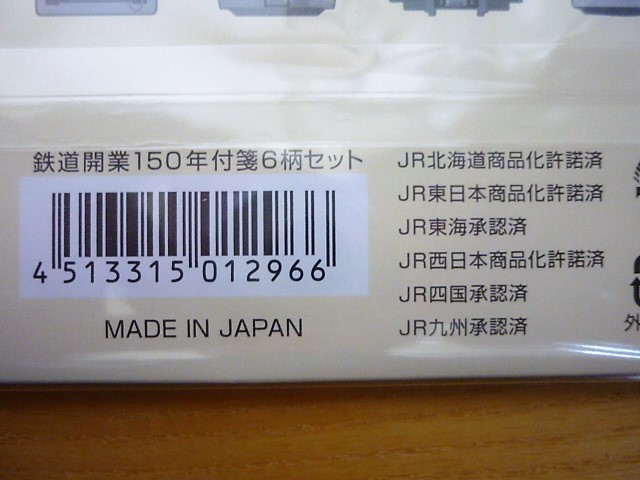 鉄道開業150年付箋6柄セット
4 513315 012966
MADE IN JAPAN
JR北海道商品化許諾済
JR東日本商品化許諾済
JR東海承認済
JR西日本商品化許諾済
JR四国承認済
JR九州承認済
外